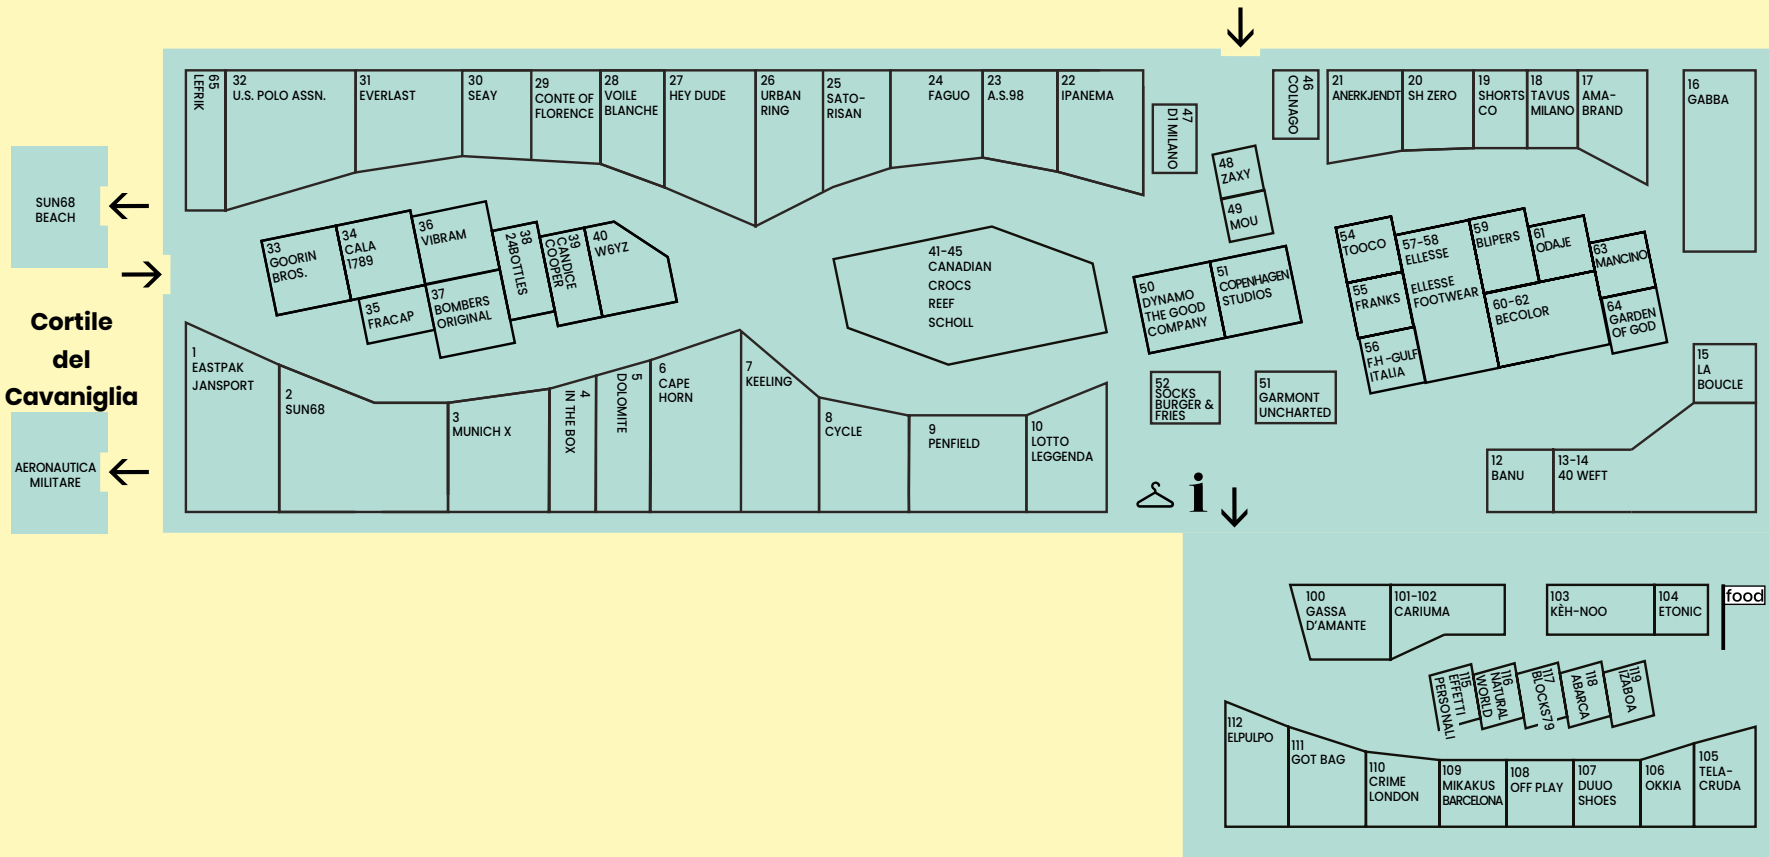 65
LEFRIK
32
U.S. POLO ASSN.
31
EVERLAST
30
SEAY
29
CONTE OF
FLORENCE
28
VOILE
BLANCHE
27
HEY DUDE
26
URBAN
RING
25
SATO-
RISAN
24
FAGUO
23
A.S.98
22
IPANEMA
47
D1 MILANO
46
COLNAGO
21
ANERKJENDT
20
SH ZERO
19
SHORTS
CO
18
TAVUS
MILANO
17
AMA-
BRAND
16
GABBA
48
ZAXY
49
MOU
SUN68
BEACH
Cortile
del
Cavaniglia
AERONAUTICA
MILITARE
33
GOORIN
BROS.
34
CALA
1789
36
VIBRAM
35
FRACAP
37
BOMBERS
ORIGINAL
38
24BOTTLES
39
CANDICE
COOPER
40
W6YZ
41-45
CANADIAN
CROCS
REEF
SCHOLL
50
DYNAMO
THE GOOD
COMPANY
51
COPENHAGEN
STUDIOS
54
TOOCO
55
FRANKS
56
F.H -GULF
ITALIA
57-58
ELLESSE
ELLESSE
FOOTWEAR
59
BLIPERS
61
ODAJE
60-62
BECOLOR
63
MANCINO
64
GARDEN
OF GOD
1
EASTPAK
JANSPORT
2
SUN68
3
MUNICH X
4
IN THE BOX
5
DOLOMITE
6
CAPE
HORN
7
KEELING
8
CYCLE
9
PENFIELD
10
LOTTO
LEGGENDA
52
SOCKS
BURGER &
FRIES
51
GARMONT
UNCHARTED
i
15
LA
BOUCLE
12
BANU
13-14
40 WEFT
100
GASSA
D'AMANTE
101-102
CARIUMA
103
KÈH-NOO
104
ETONIC
food
115
EFFETTI
PERSONALI
116
NATURAL
WORLD
117
BLOCKS79
118
ABARCA
119
IZABOA
112
ELPULPO
111
GOT BAG
110
CRIME
LONDON
109
MIKAKUS
BARCELONA
108
OFF PLAY
107
DUUO
SHOES
106
OKKIA
105
TELA-
CRUDA